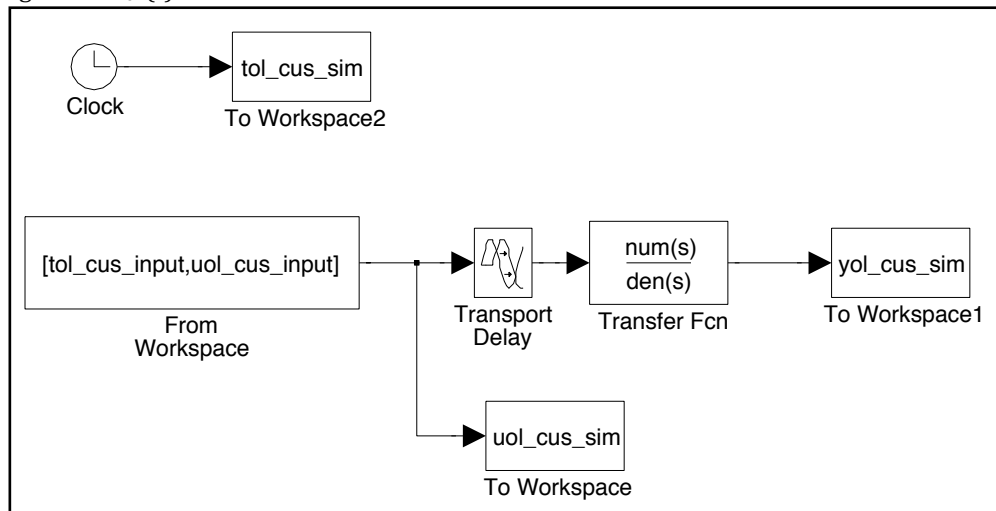 tol_cus_sim
Clock
To Workspace2
[tol_cus_input,uol_cus_input]
num(s)
den(s)
yol_cus_sim
From
Workspace
Transport
Delay
Transfer Fcn
To Workspace1
uol_cus_sim
To Workspace